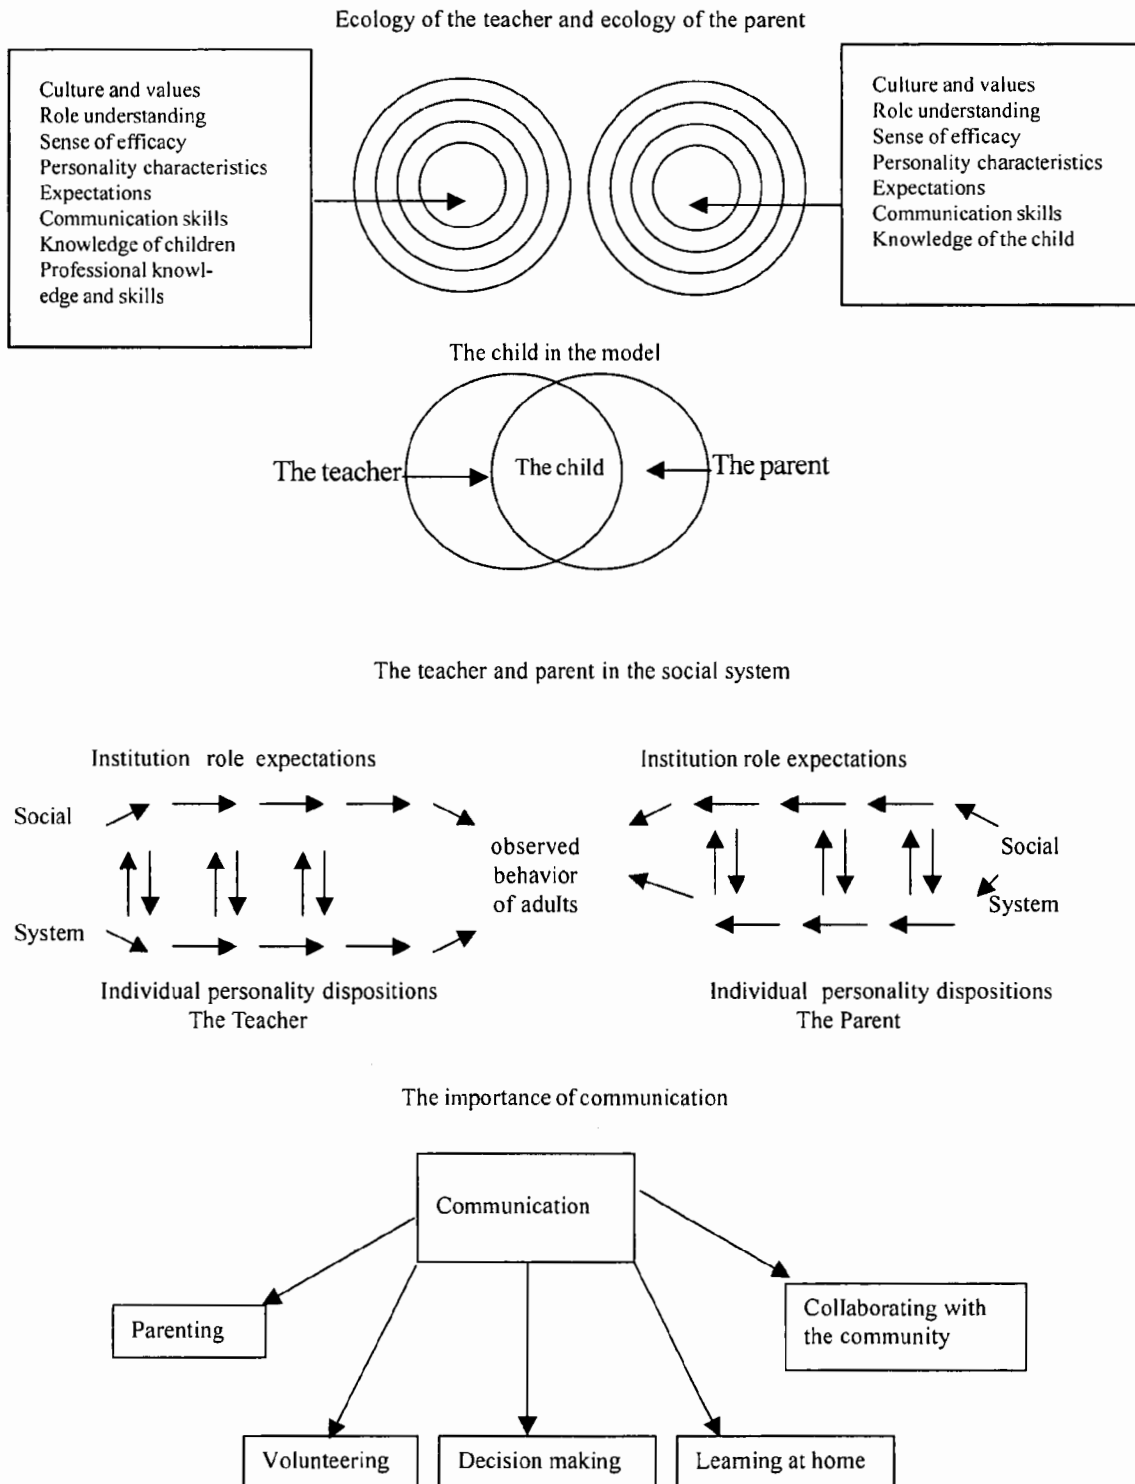 Ecology of the teacher and ecology of the parent
Culture and values
Role understanding
Sense of efficacy
Personality characteristics
Expectations
Communication skills
Knowledge of children
Professional knowl-
edge and skills
Culture and values
Role understanding
Sense of efficacy
Personality characteristics
Expectations
Communication skills
Knowledge of the child
The child in the model
The teacher
The child
The parent
The teacher and parent in the social system
Institution role expectations
Institution role expectations
Social
System
observed
behavior
of adults
Social
System
Individual personality dispositions
The Teacher
Individual personality dispositions
The Parent
The importance of communication
Communication
Parenting
Collaborating with
the community
Volunteering
Decision making
Learning at home